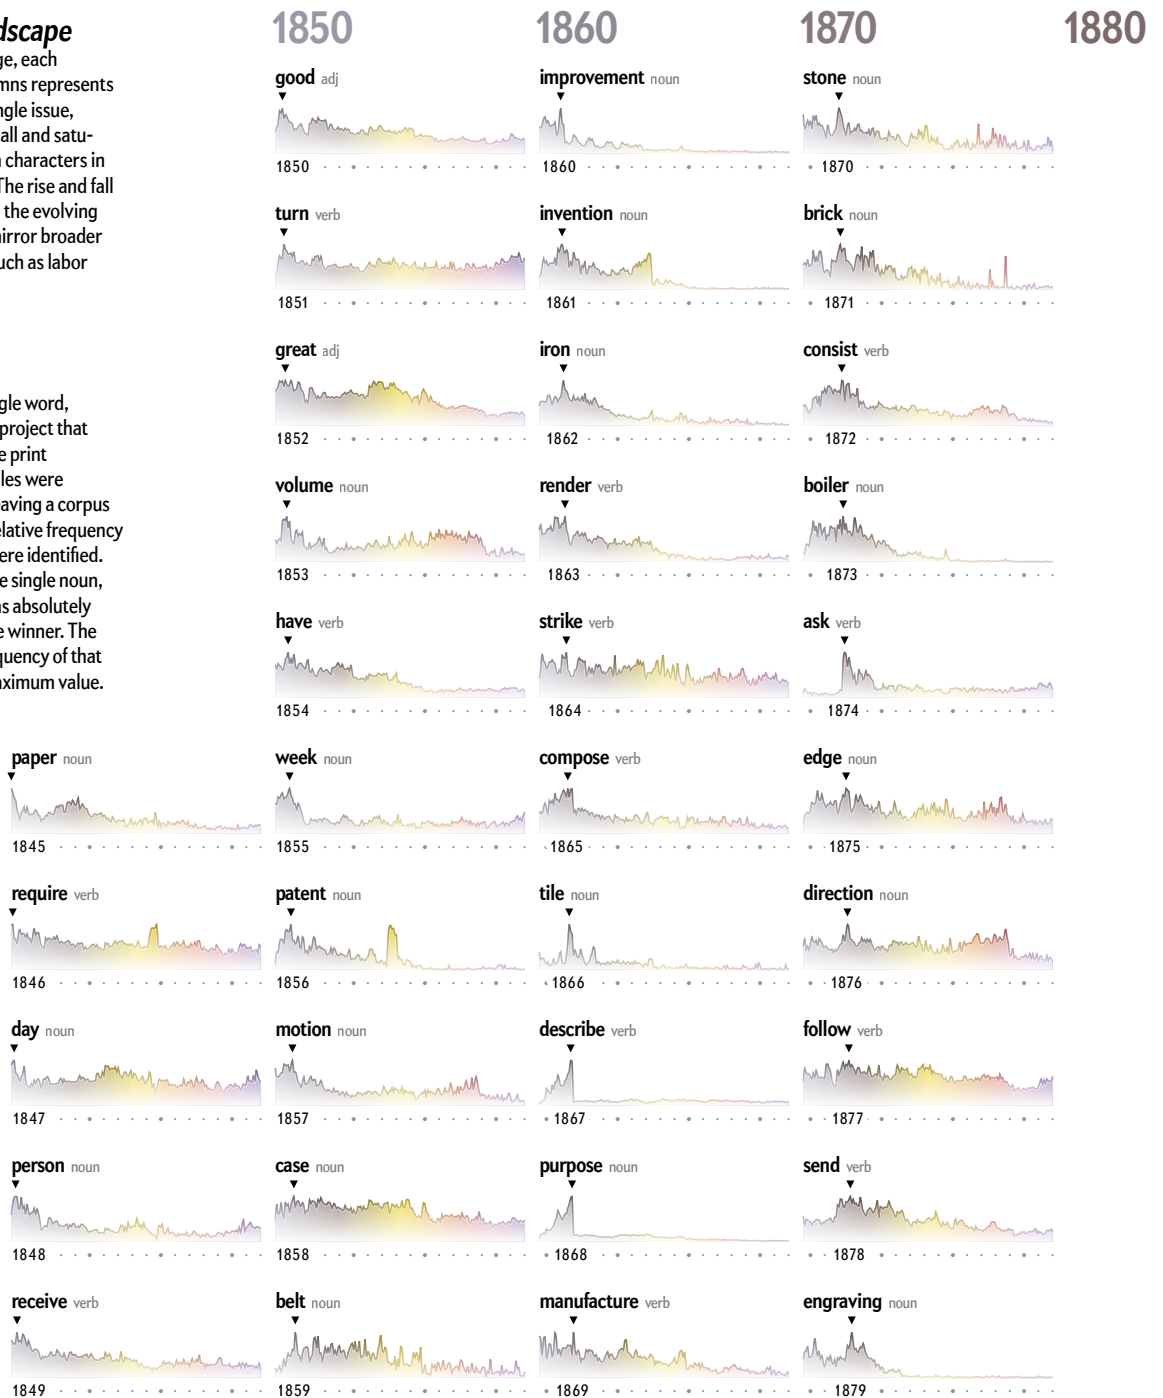 dscape
ge, each
mns represents
ngle issue,
all and satu-
n characters in
The rise and fall
the evolving
mirror broader
uch as labor
gle word,
project that
e print
les were
eaving a corpus
elative frequency
ere identified.
e single noun,
as absolutely
e winner. The
quency of that
aximum value.
paper noun
1845
require verb
1846
day noun
1847
person noun
1848
receive verb
1849
1850
good adj
1850
turn verb
1851
great adj
1852
volume noun
1853
have verb
1854
week noun
1855
patent noun
1856
motion noun
1857
case noun
1858
belt noun
1859
1860
improvement noun
1860
invention noun
1861
iron noun
1862
render verb
1863
strike verb
1864
compose verb
1865
tile noun
1866
describe verb
1867
purpose noun
1868
manufacture verb
1869
1870
stone noun
1870
brick noun
1871
consist verb
1872
boiler noun
1873
ask verb
1874
edge noun
1875
direction noun
1876
follow verb
1877
send verb
1878
engraving noun
1879
1880